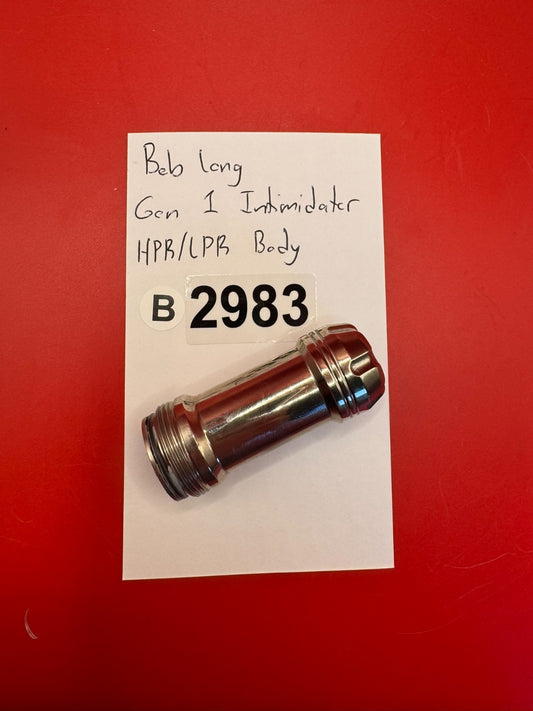 Bob Long
Gen 1 Intimidator
HPR/LPR Body
B 2983